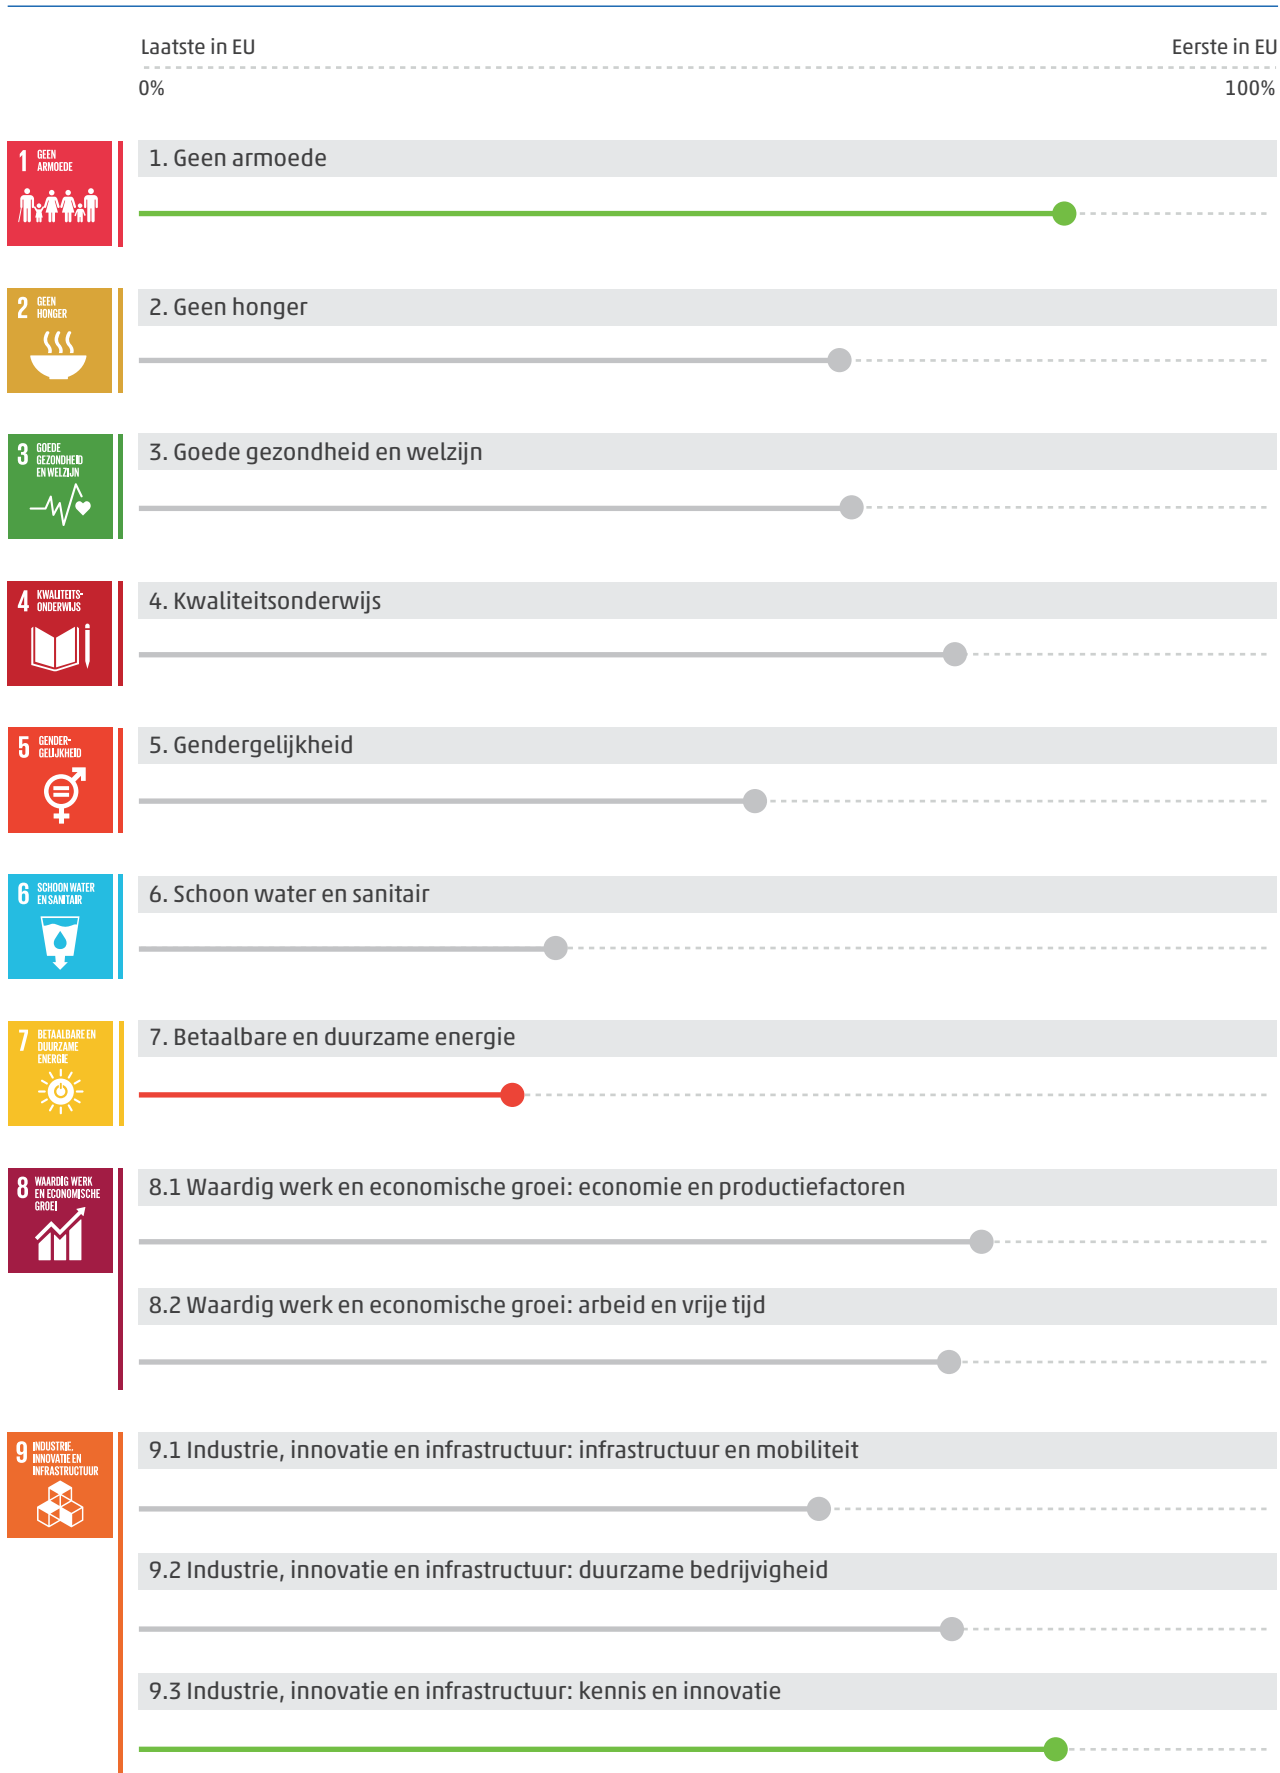 Laatste in EU
Eerste in EU
0%
100%
1 GEEN
ARMOEDE
1. Geen armoede
2 GEEN
HONGER
2. Geen honger
3 GOEDE
GEZONDHEID
EN WELZIJN
3. Goede gezondheid en welzijn
4 KWALITEITS-
ONDERWIJS
4. Kwaliteitsonderwijs
5 GENDER-
GELIJKHEID
5. Gendergelijkheid
6 SCHOON WATER
EN SANITAIR
6. Schoon water en sanitair
7 BETAALBARE EN
DUURZAME
ENERGIE
7. Betaalbare en duurzame energie
8 WAARDIG WERK
EN ECONOMISCHE
GROEI
8.1 Waardig werk en economische groei: economie en productiefactoren
8.2 Waardig werk en economische groei: arbeid en vrije tijd
9 INDUSTRIE,
INNOVATIE EN
INFRASTRUCTUUR
9.1 Industrie, innovatie en infrastructuur: infrastructuur en mobiliteit
9.2 Industrie, innovatie en infrastructuur: duurzame bedrijvigheid
9.3 Industrie, innovatie en infrastructuur: kennis en innovatie